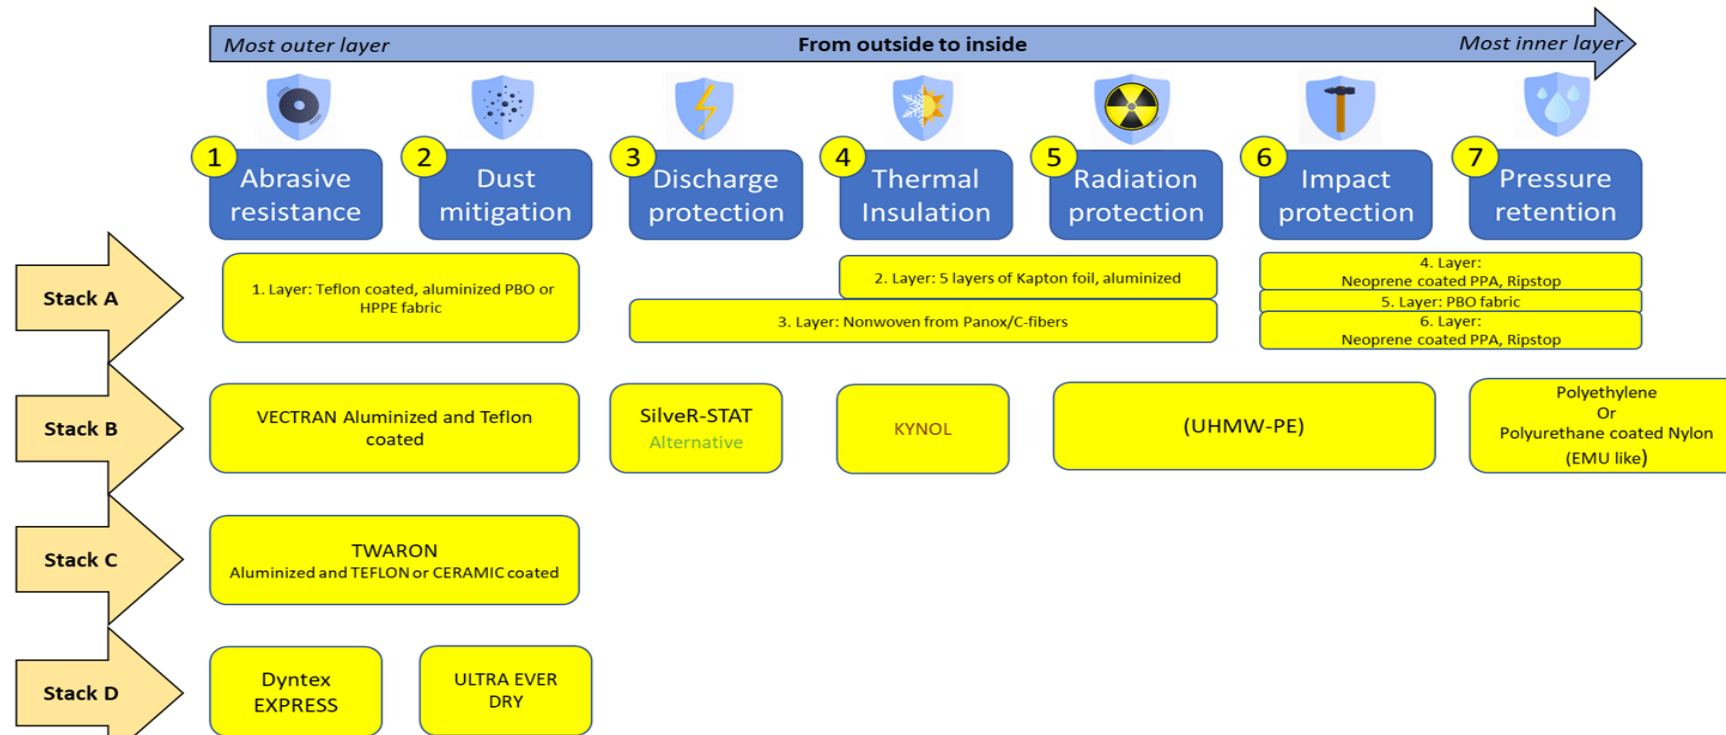 Most outer layer
From outside to inside
Most inner layer
1
2
3
4
5
6
7
Abrasive
resistance
Dust
mitigation
Discharge
protection
Thermal
Insulation
Radiation
protection
Impact
protection
Pressure
retention
Stack A
1. Layer: Teflon coated, aluminized PBO or
HPPE fabric
2. Layer: 5 layers of Kapton foil, aluminized
3. Layer: Nonwoven from Panox/C-fibers
4. Layer:
Neoprene coated PPA, Ripstop
5. Layer: PBO fabric
6. Layer:
Neoprene coated PPA, Ripstop
Stack B
VECTRAN Aluminized and Teflon
coated
SilveR-STAT
Alternative
KYNOL
(UHMW-PE)
Polyethylene
Or
Polyurethane coated Nylon
(EMU like)
Stack C
TWARON
Aluminized and TEFLON or CERAMIC coated
Stack D
Dyntex
EXPRESS
ULTRA EVER
DRY